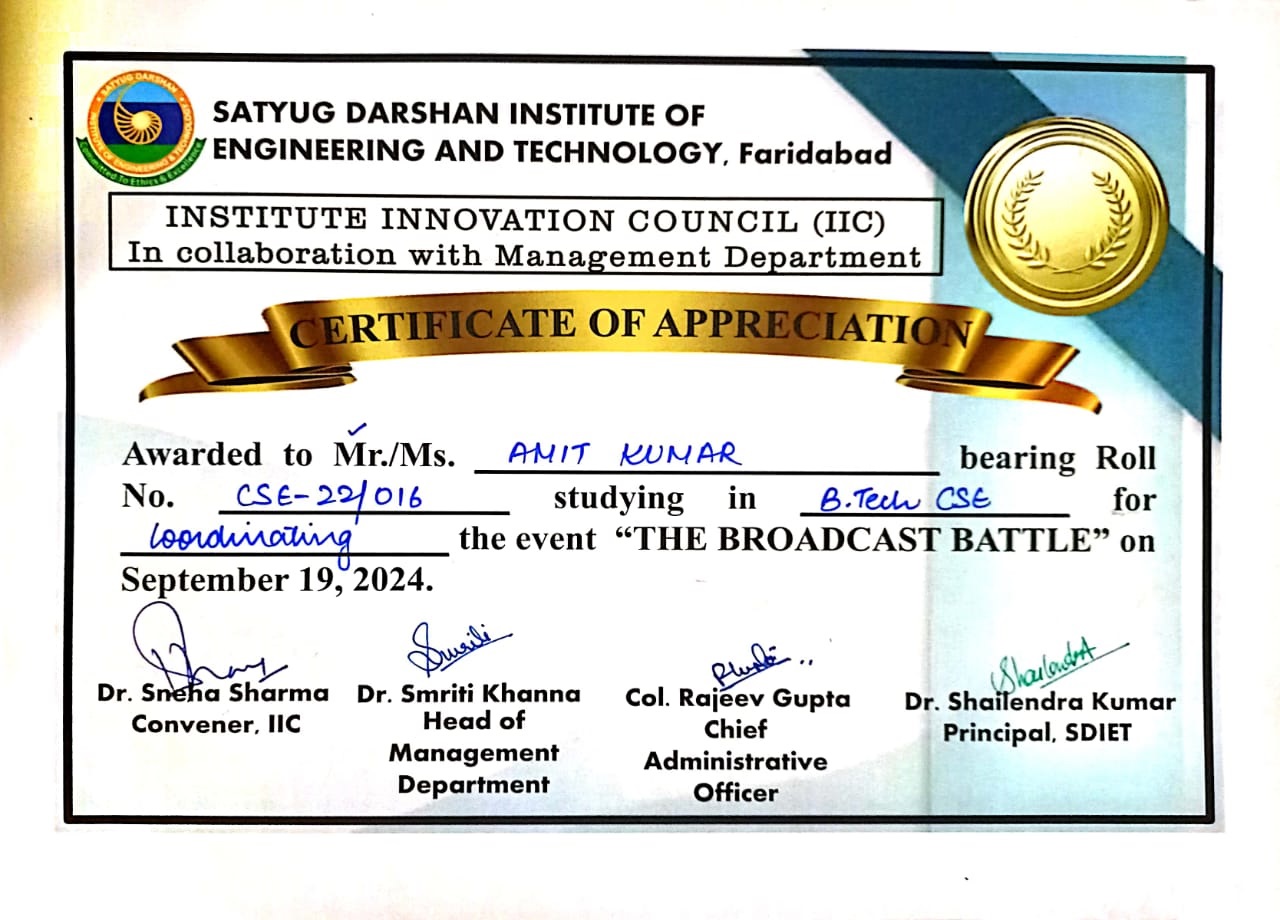 SATYUG DARSHAN
INSTITUTE OF ENGINEERING & TECHNOLOGY
Committed To Ethics & Excellence
SATYUG DARSHAN INSTITUTE OF
ENGINEERING AND TECHNOLOGY, Faridabad
INSTITUTE INNOVATION COUNCIL (IIC)
In collaboration with Management Department
CERTIFICATE OF APPRECIATION
Awarded to Mr./Ms. AMIT KUMAR bearing Roll
No. CSE-22/016 studying in B.Tech CSE for
Coordinating the event “THE BROADCAST BATTLE” on
September 19, 2024.
Smriti
Shailendra
Dr. Sneha Sharma
Convener, IIC
Dr. Smriti Khanna
Head of
Management
Department
Col. Rajeev Gupta
Chief
Administrative
Officer
Dr. Shailendra Kumar
Principal, SDIET